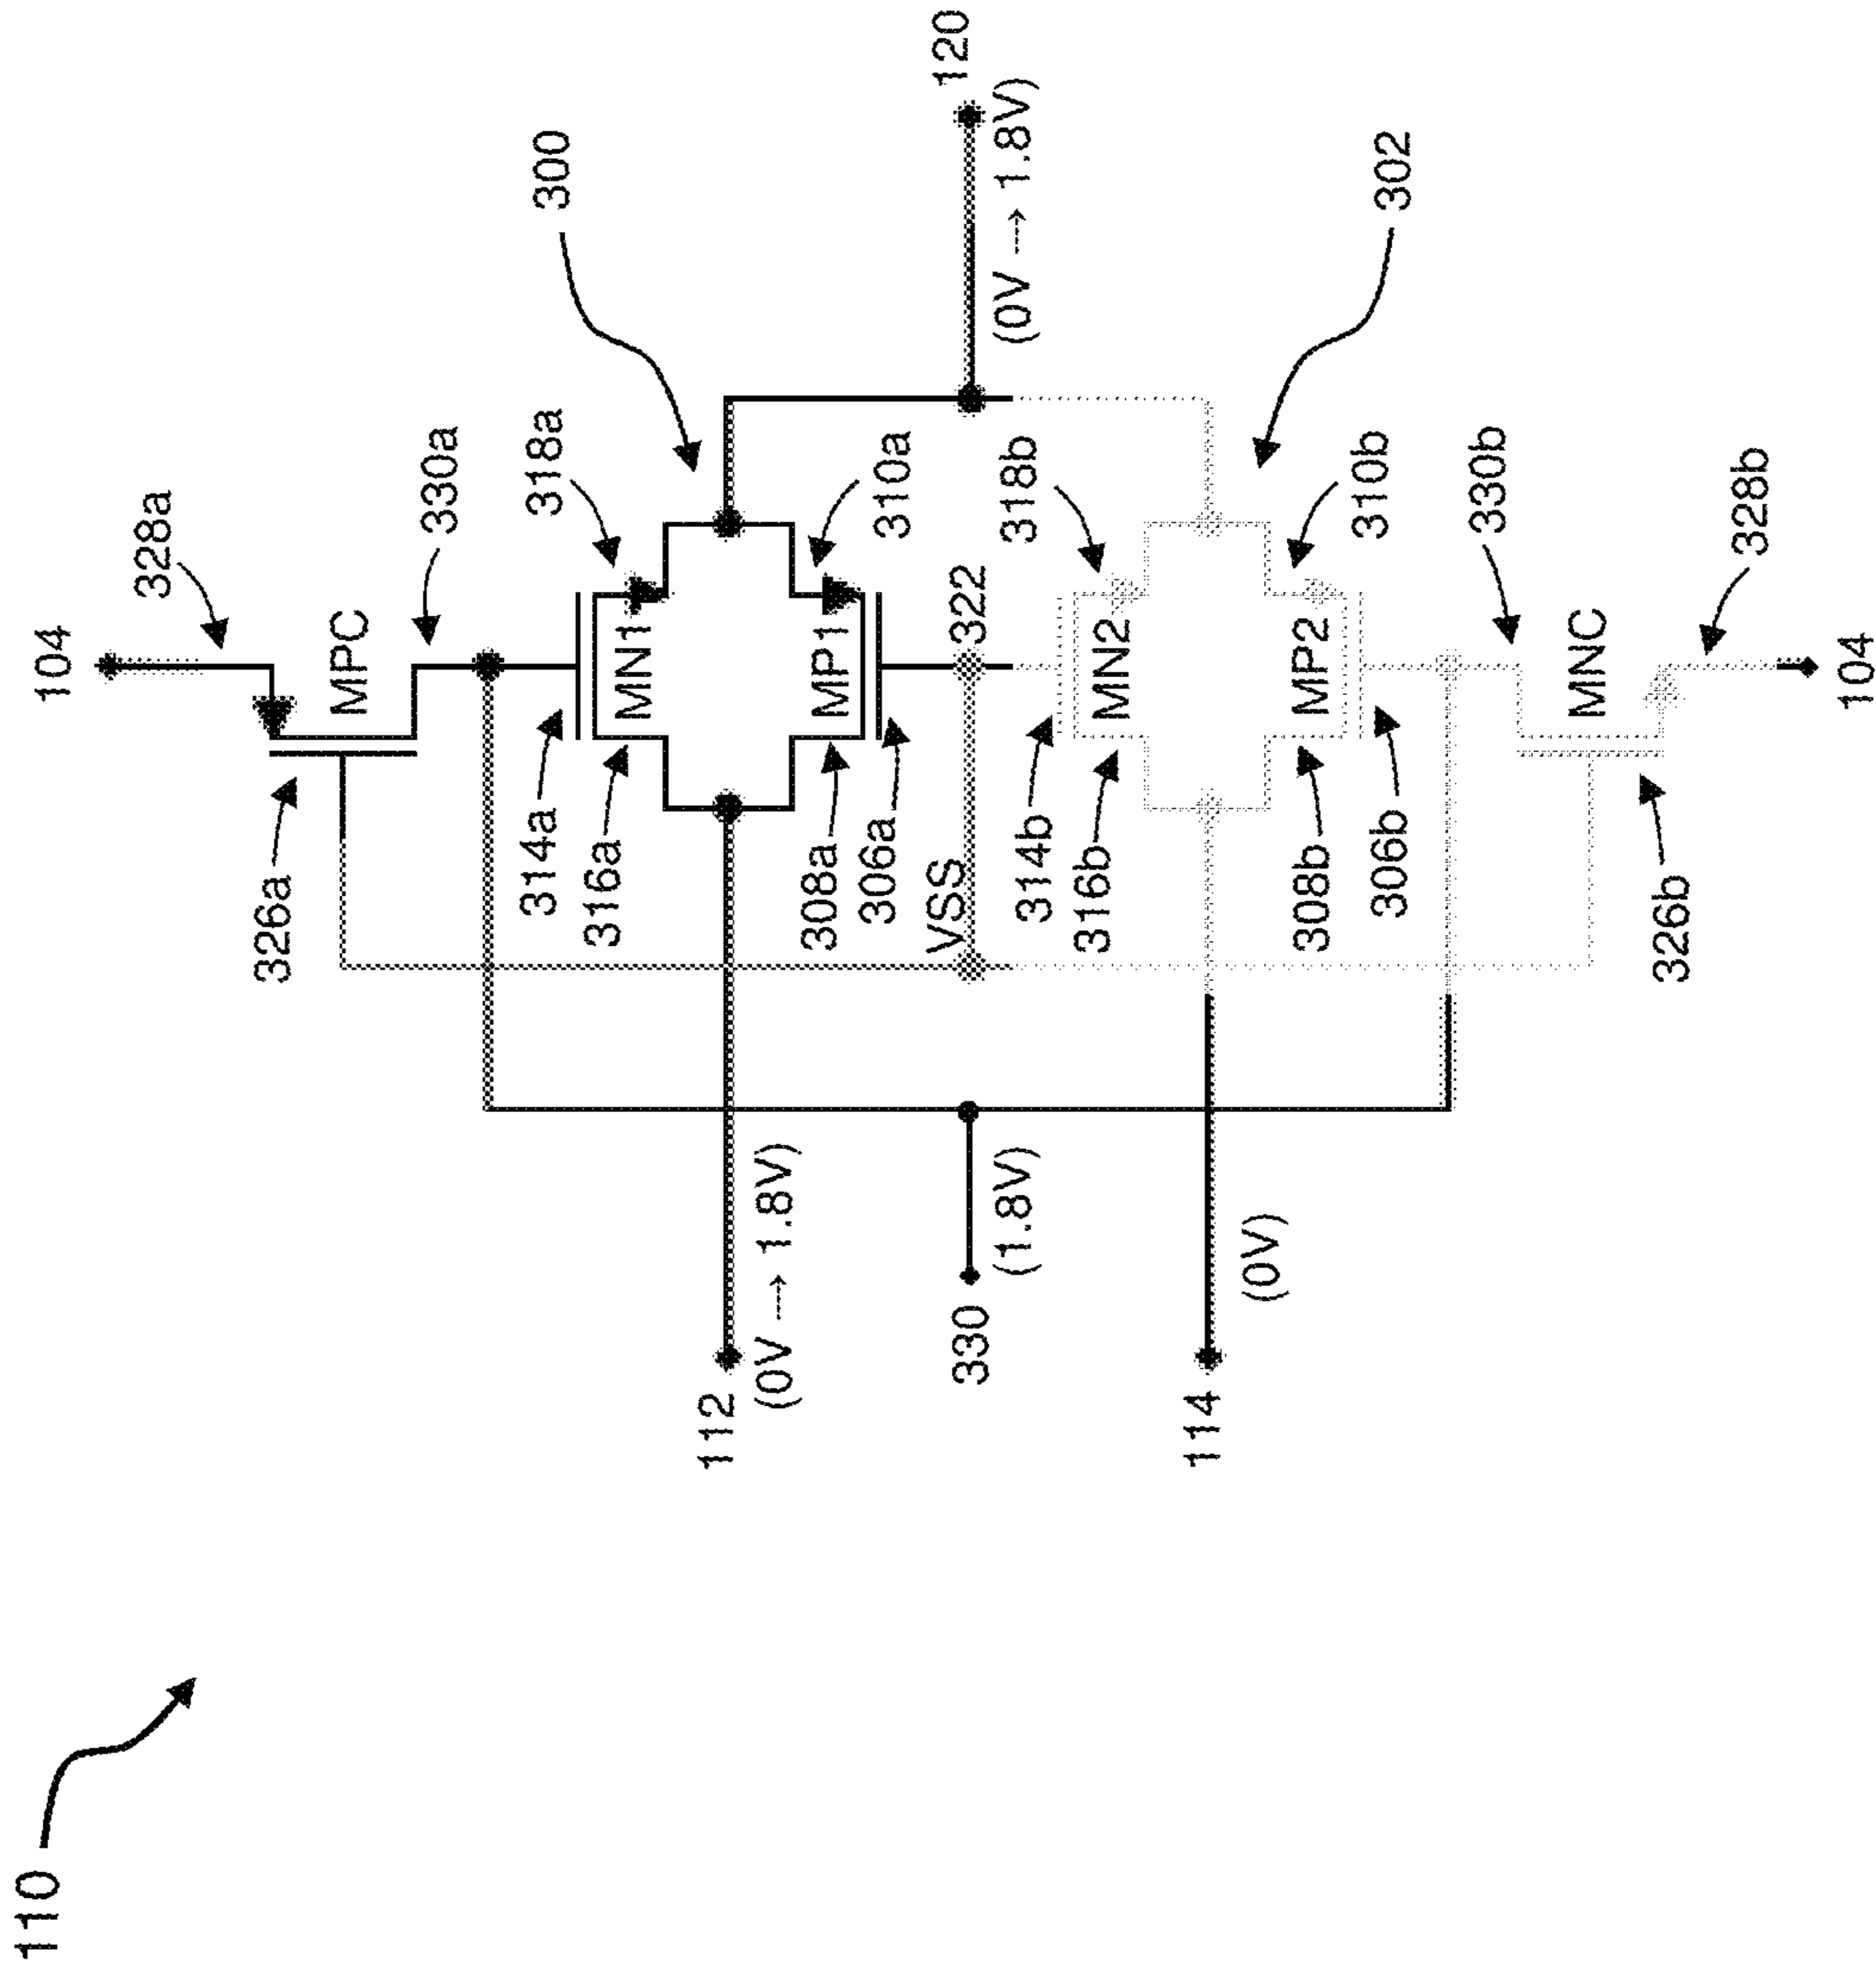 110
104
328a
MPC
330a
326a
300
318a
314a
MN1
316a
310a
MP1
308a
306a
112
(0V → 1.8V)
VSS
322
120
(0V → 1.8V)
330
(1.8V)
318b
314b
MN2
316b
302
114
(0V)
310b
MP2
308b
306b
330b
MNC
326b
328b
104